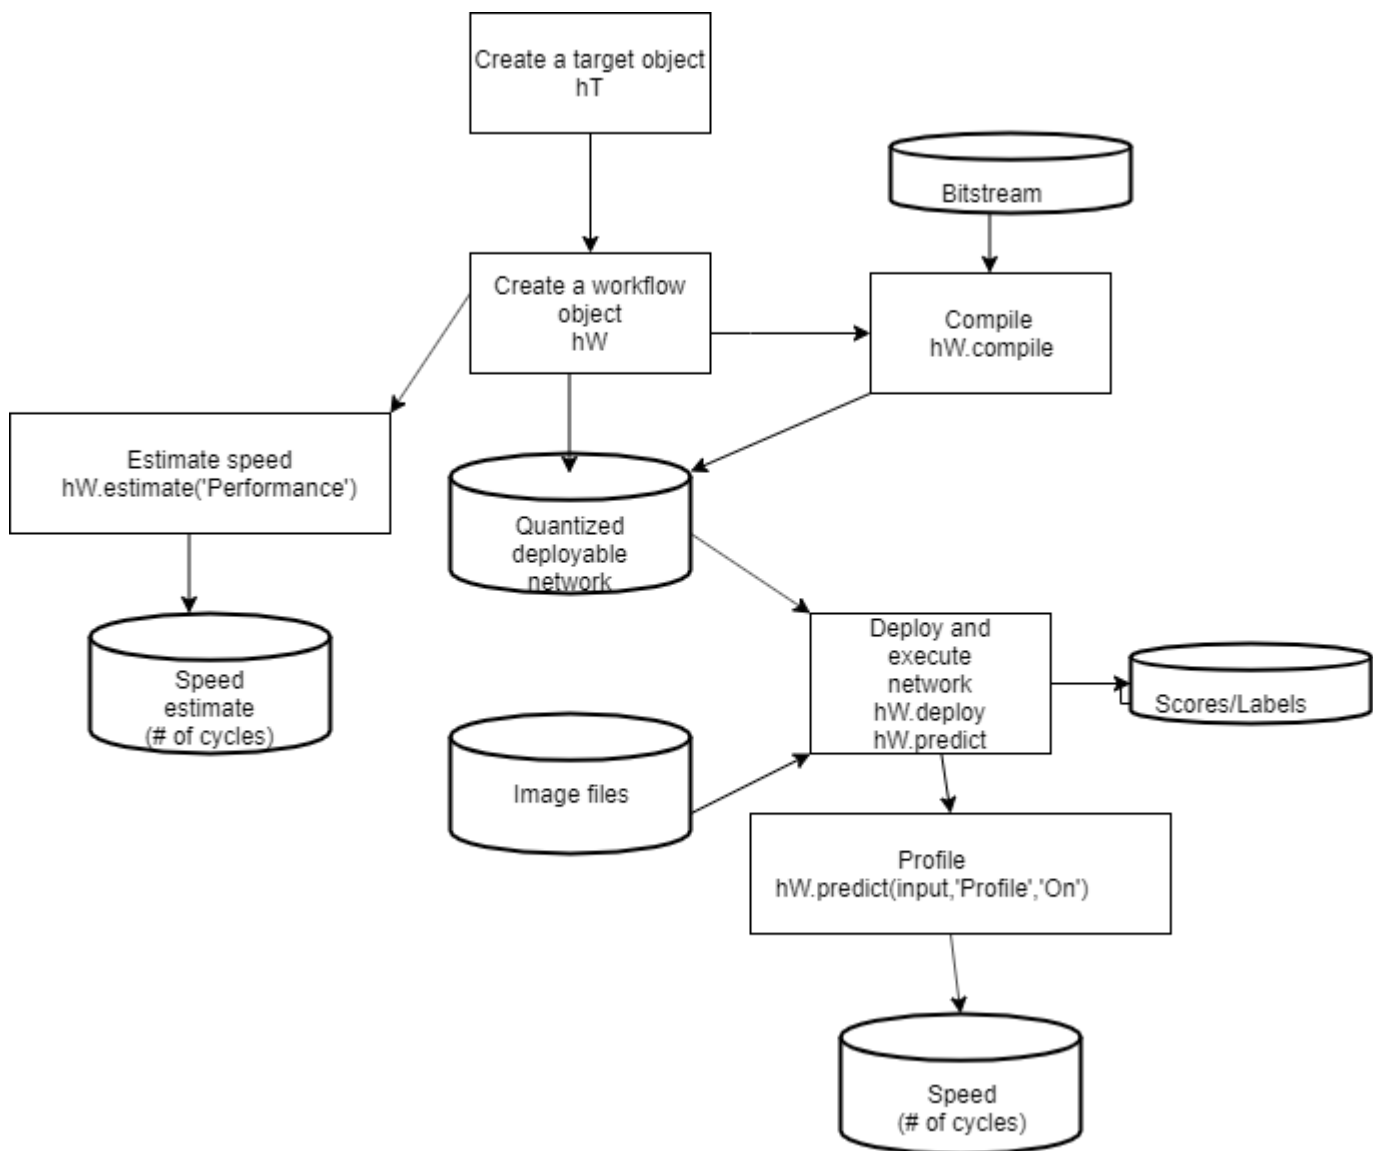 Create a target object
hT
Bitstream
Create a workflow
object
hW
Compile
hW.compile
Estimate speed
hW.estimate('Performance')
Quantized
deployable
network
Speed
estimate
(# of cycles)
Deploy and
execute
network
hW.deploy
hW.predict
Scores/Labels
Image files
Profile
hW.predict(input,'Profile','On')
Speed
(# of cycles)